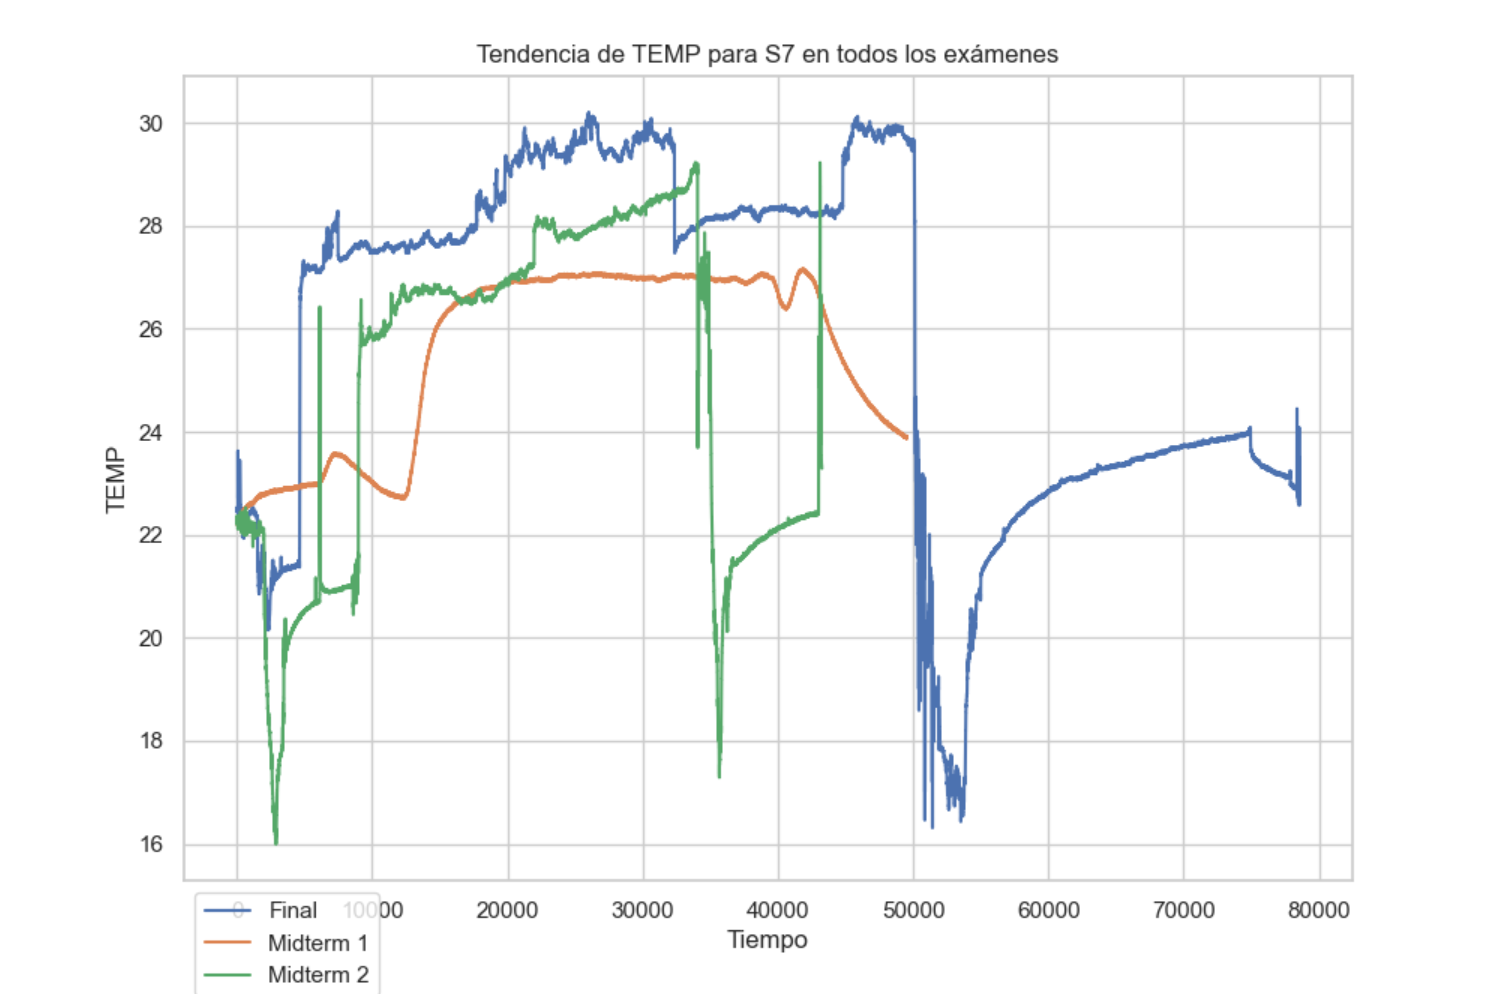 Tendencia de TEMP para S7 en todos los exámenes
TEMP
30
28
26
24
22
20
18
16
0 10000 20000 30000 40000 50000 60000 70000 80000
Tiempo
Final
Midterm 1
Midterm 2